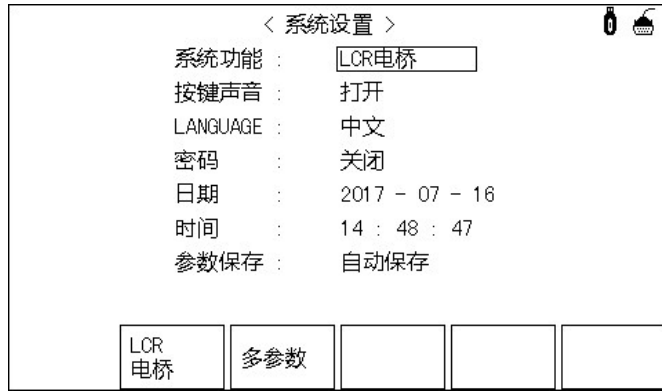 < 系统设置 >
系统功能 : LCR电桥
按键声音 : 打开
LANGUAGE : 中文
密码 : 关闭
日期 : 2017 - 07 - 16
时间 : 14 : 48 : 47
参数保存 : 自动保存
LCR
电桥
多参数